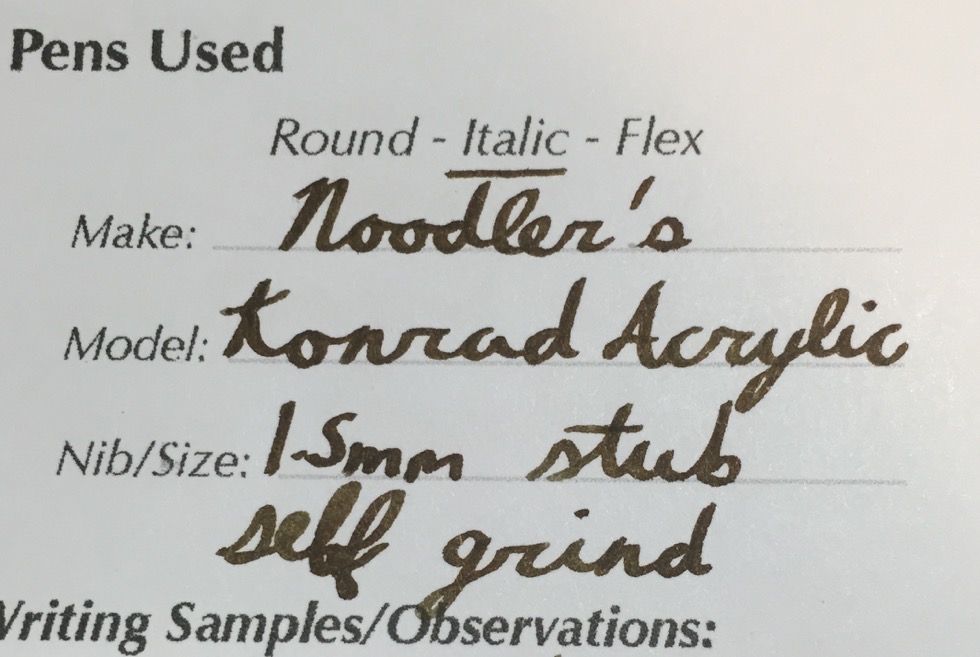 Pens Used
Round - Italic - Flex
Make: Noodler's
Model: Konrad Acrylic
Nib/Size: 1.5mm stub
self grind
Writing Samples/Observations: